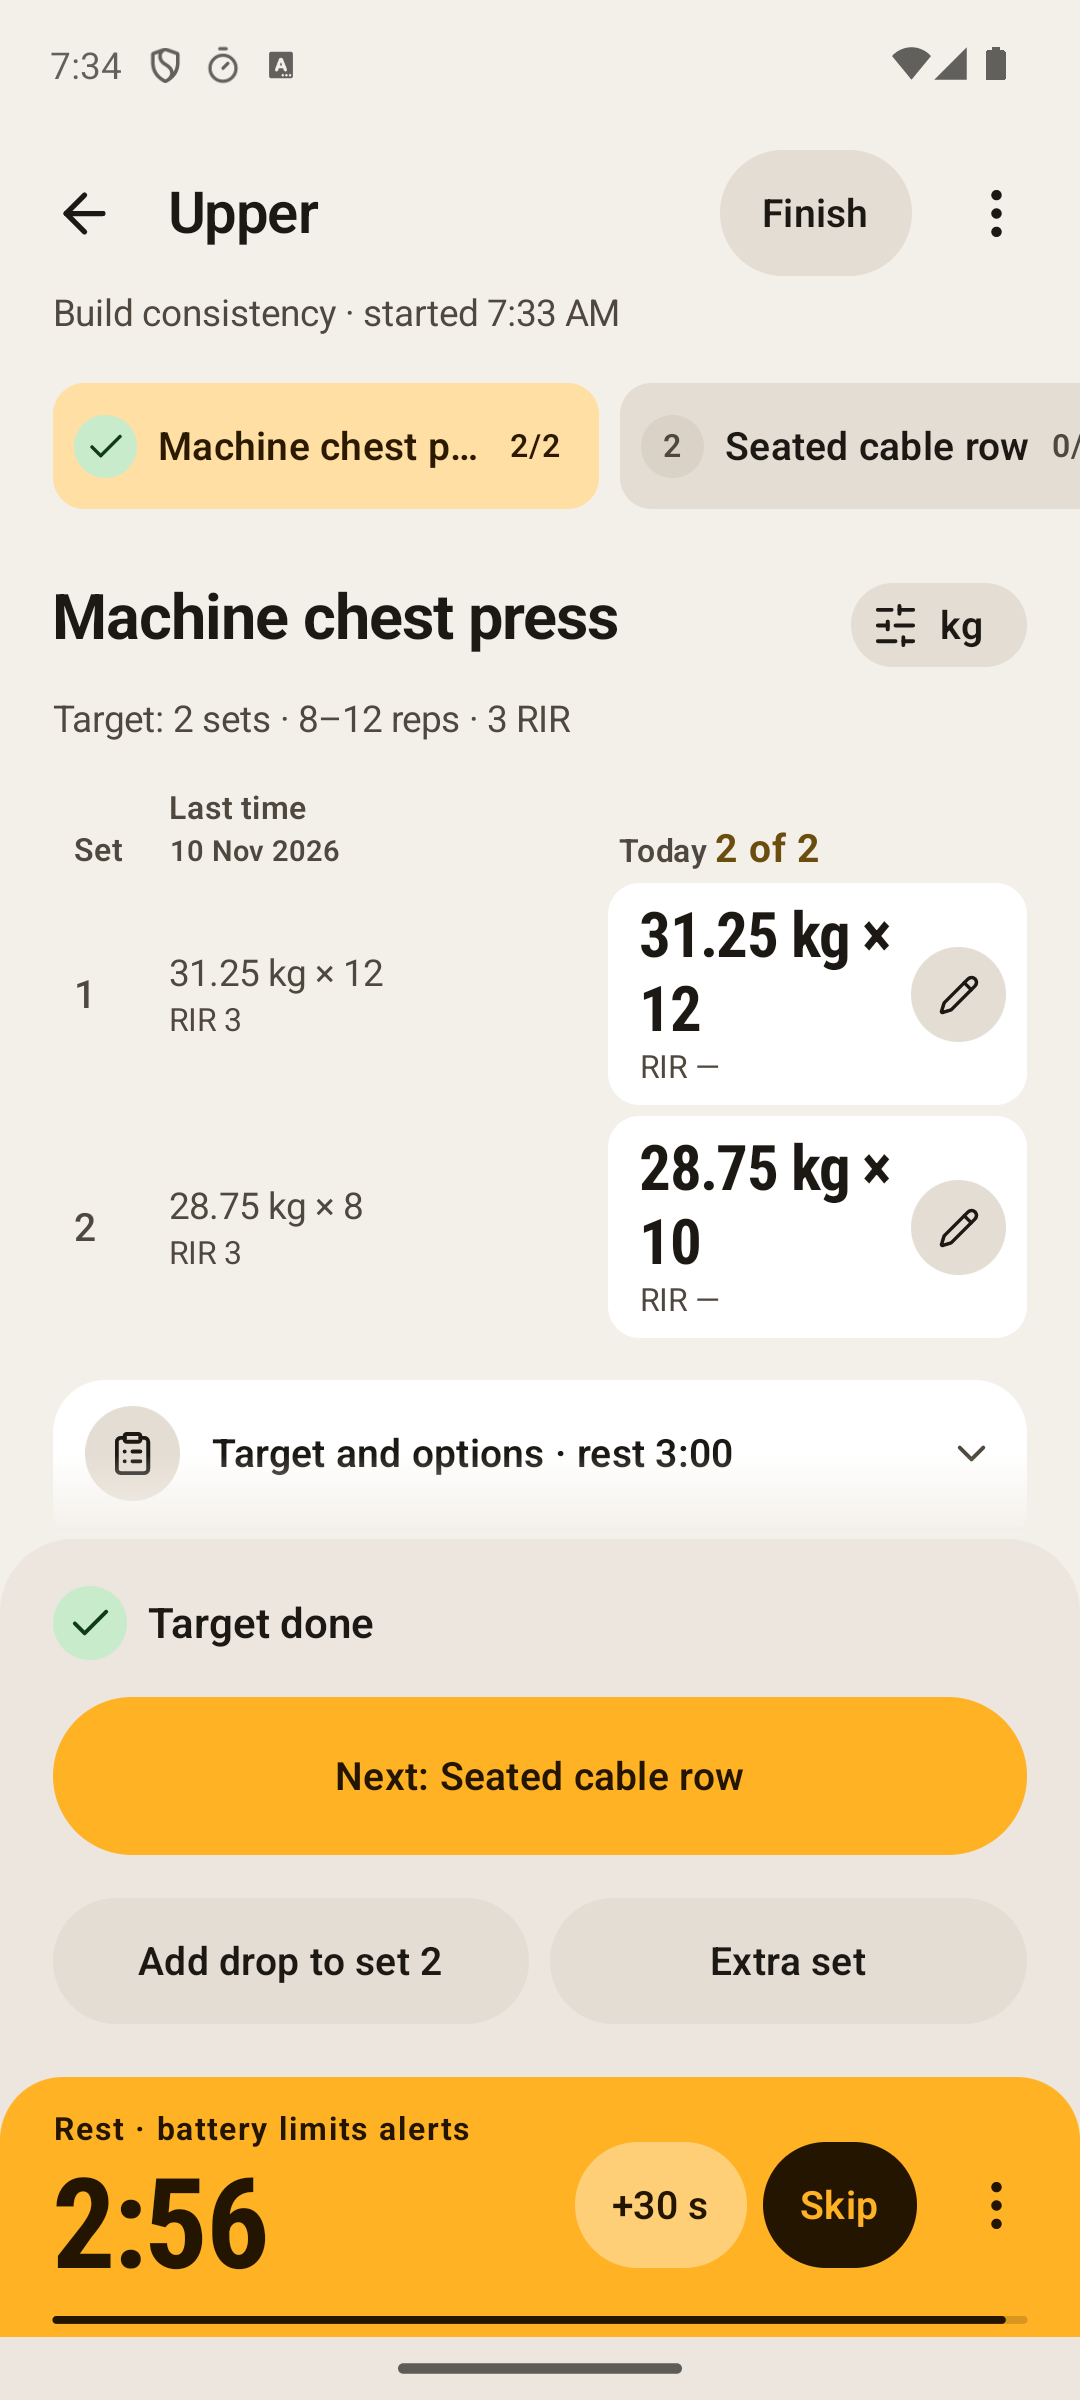 7:34
Upper
Finish
Build consistency · started 7:33 AM
Machine chest p... 2/2
2 Seated cable row 0/
Machine chest press
kg
Target: 2 sets · 8–12 reps · 3 RIR
Set
Last time
10 Nov 2026
Today 2 of 2
1
31.25 kg × 12
RIR 3
31.25 kg ×
12
RIR —
2
28.75 kg × 8
RIR 3
28.75 kg ×
10
RIR —
Target and options · rest 3:00
Target done
Next: Seated cable row
Add drop to set 2
Extra set
Rest · battery limits alerts
2:56
+30 s
Skip